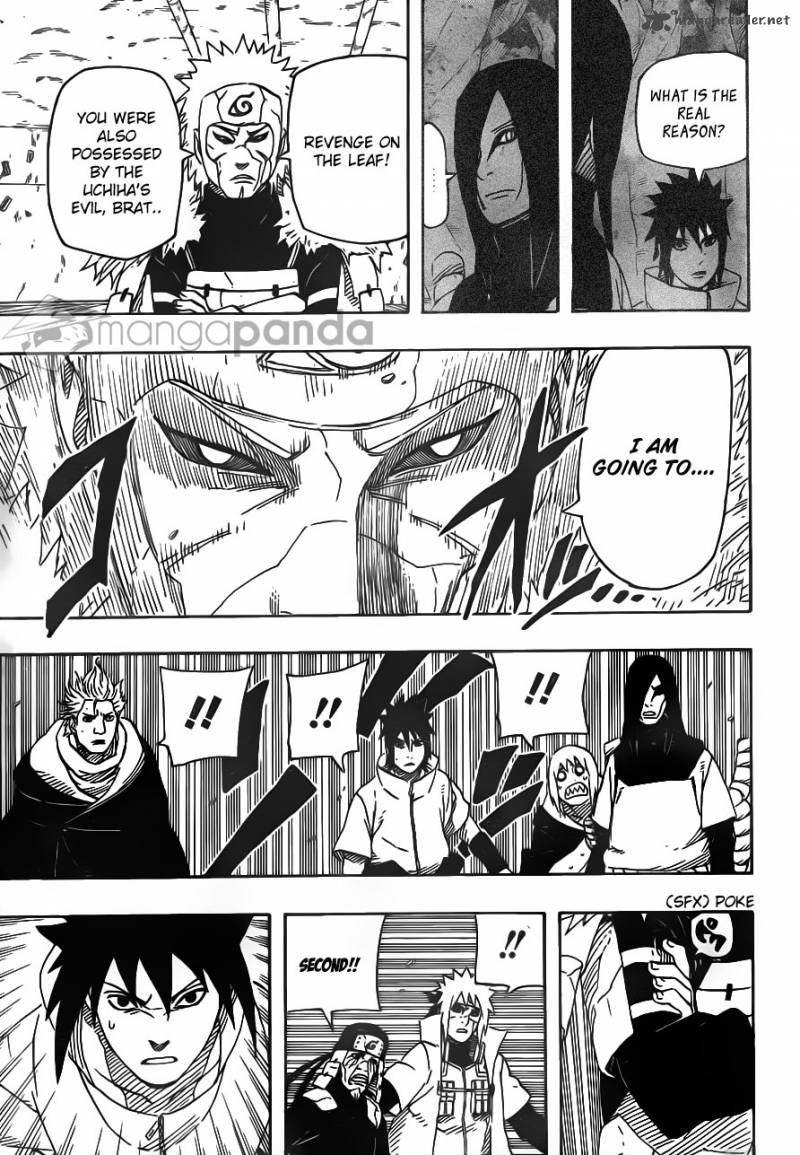 mangareader.net
WHAT IS THE
REAL
REASON?
......
REVENGE ON
THE LEAF!
YOU WERE
ALSO
POSSESSED
BY THE
UCHIHA'S
EVIL, BRAT..
mangapanda
I AM
GOING TO....
!!
!!
!!
(SFX) POKE
!!
SECOND!!